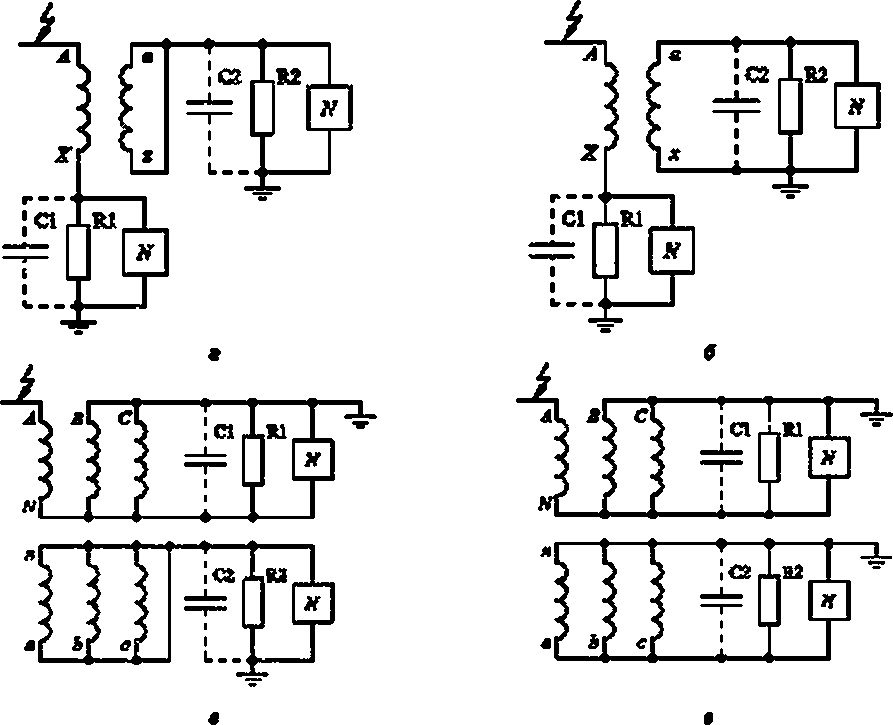 A a C2 R2 N
X x
C1 R1 N
A a C2 R2 N
X x
C1 R1 N
б
A B C C1 R1 N
N
A B C C1 R1 N
N
n C2 R2 N
a b c
n C2 R2 N
a b c